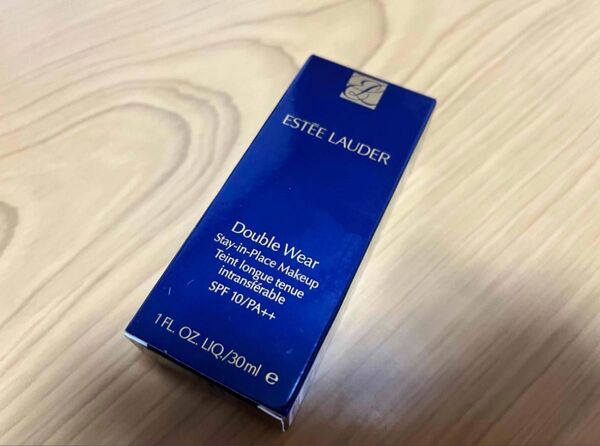 ESTĒE LAUDER
Double Wear
Stay-in-Place Makeup
Teint longue tenue
intransférable
SPF 10/PA++
1 FL. OZ. LIQ./30ml e